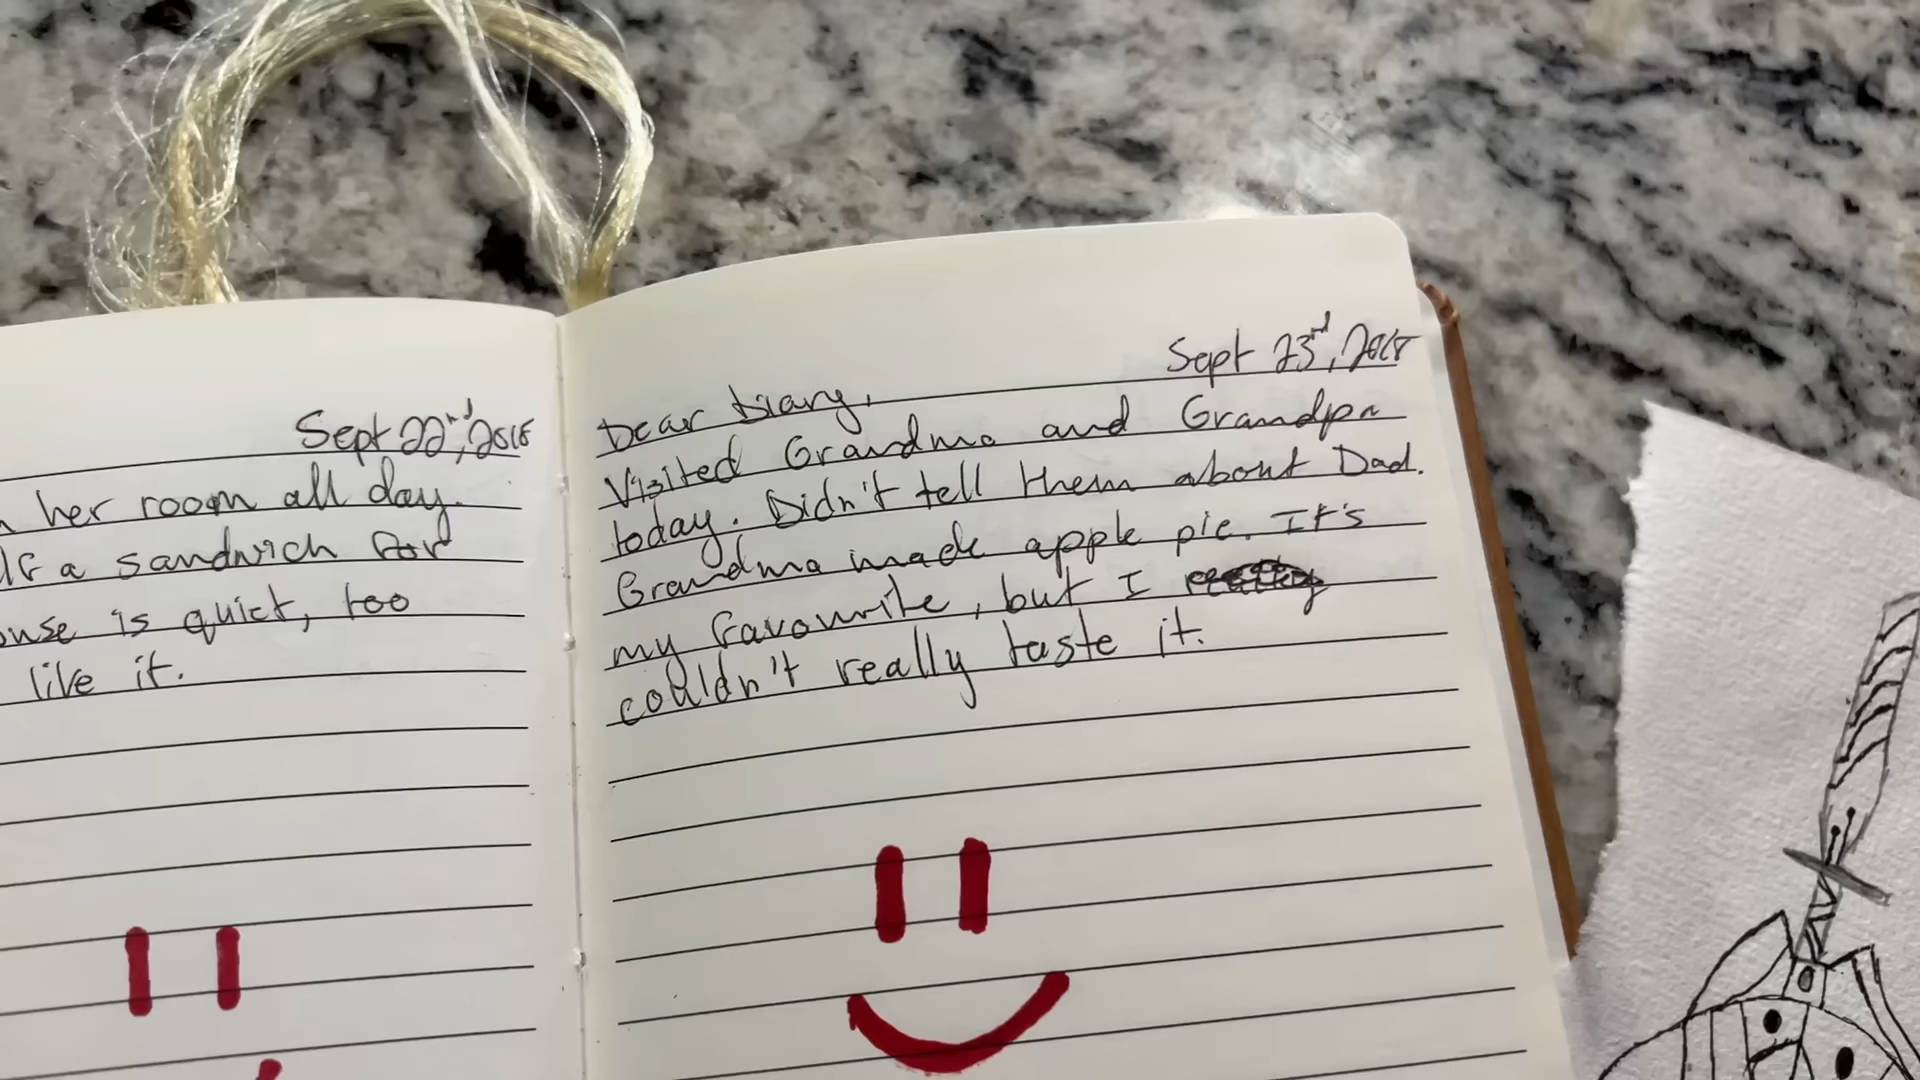 Sept 22nd, 2018
her room all day.
a sandwich for
is quiet, too
like it.
Sept 23rd, 2018
Dear Diary,
Visited Grandma and Grandpa
today. Didn't tell them about Dad.
Grandma made apple pie. It's
my favourite, but I
couldn't really taste it.